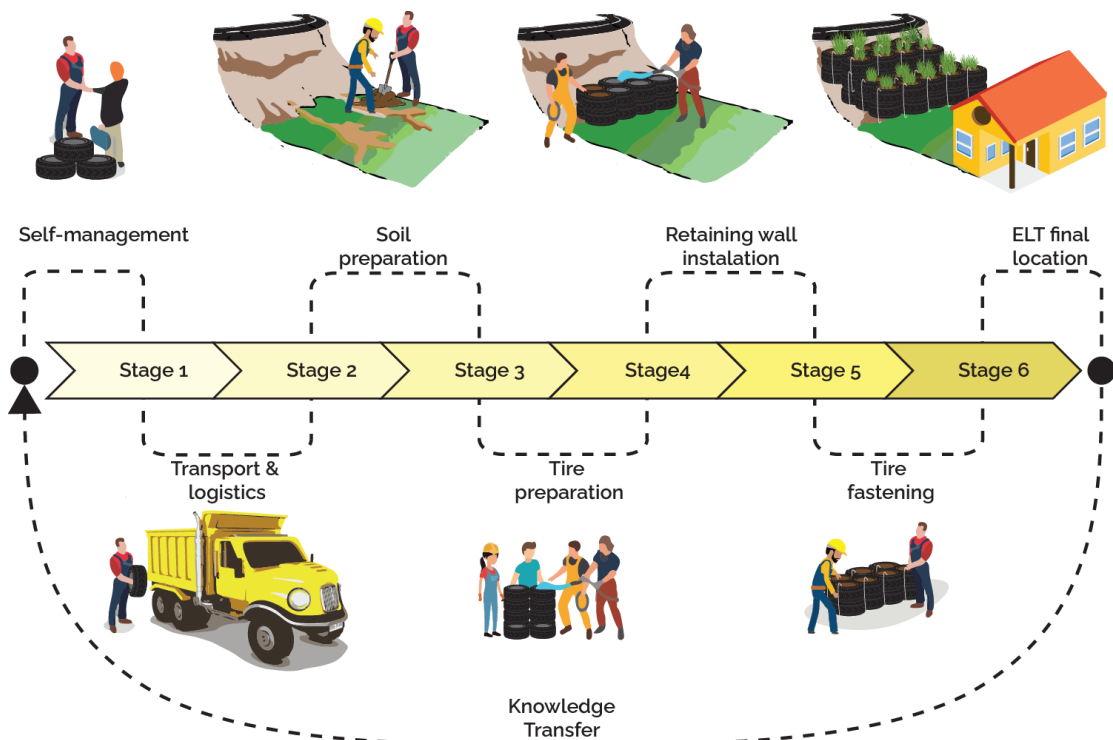 Self-management
Soil
preparation
Retaining wall
instalation
ELT final
location
Stage 1
Stage 2
Stage 3
Stage4
Stage 5
Stage 6
Transport &
logistics
Tire
preparation
Tire
fastening
Knowledge
Transfer